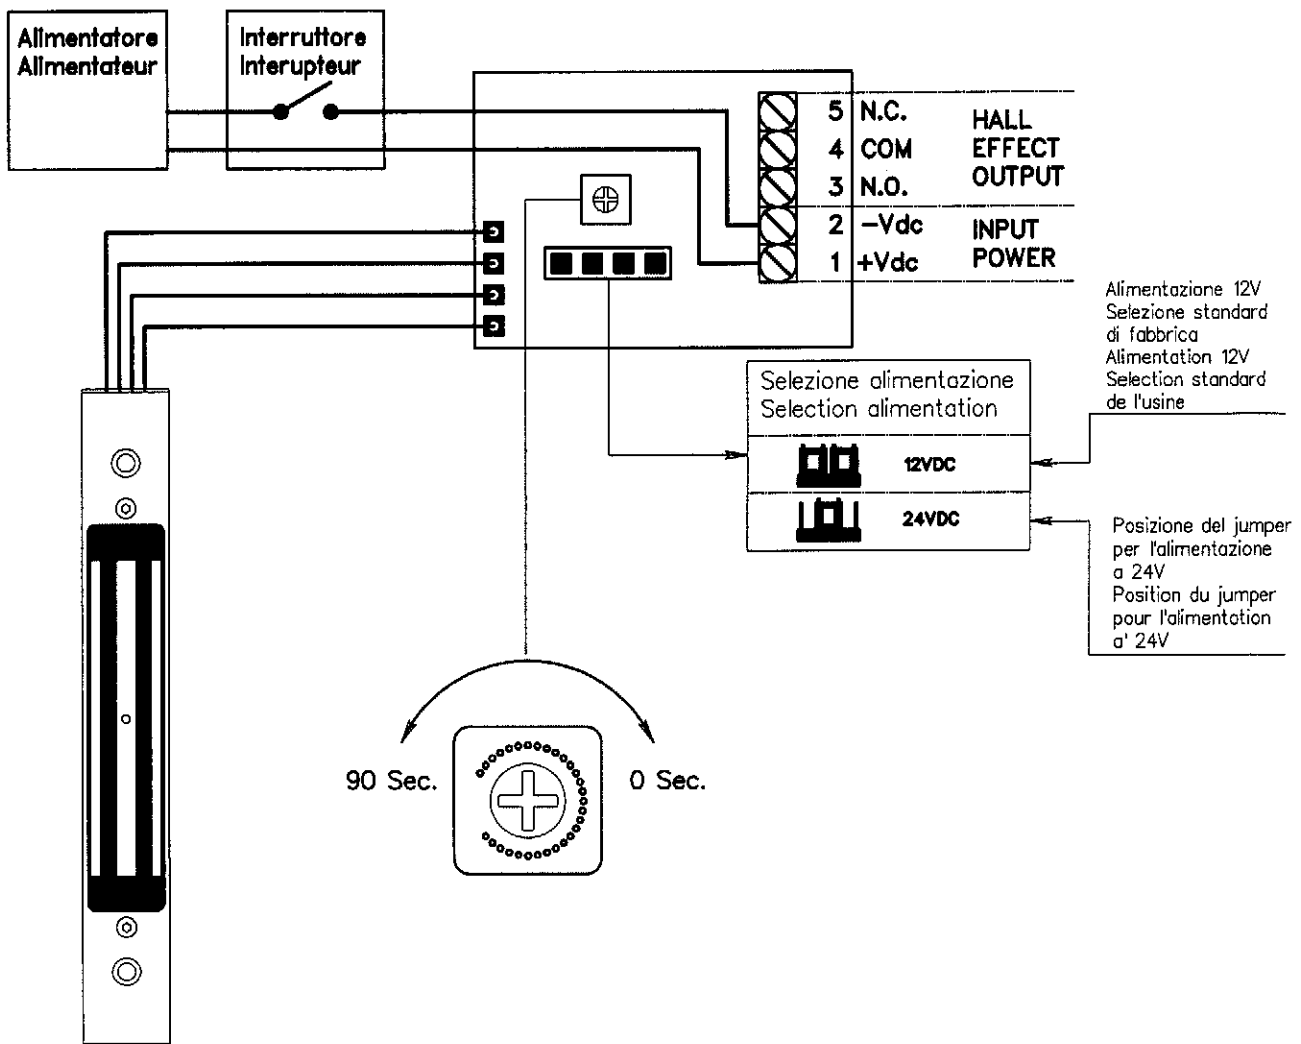 Alimentatore
Alimentateur
Interruttore
Interupteur
5 N.C.
4 COM
3 N.O.
HALL
EFFECT
OUTPUT
2 −Vdc
1 +Vdc
INPUT
POWER
Alimentazione 12V
Selezione standard
di fabbrica
Alimentation 12V
Selection standard
de l'usine
Selezione alimentazione
Selection alimentation
12VDC
24VDC
Posizione del jumper
per l'alimentazione
a 24V
Position du jumper
pour l'alimentation
a' 24V
90 Sec.
0 Sec.